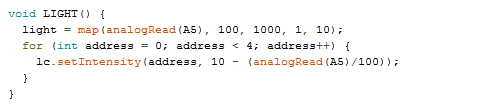 void LIGHT() {
  light = map(analogRead(A5), 100, 1000, 1, 10);
  for (int address = 0; address < 4; address++) {
    lc.setIntensity(address, 10 - (analogRead(A5)/100));
  }
}